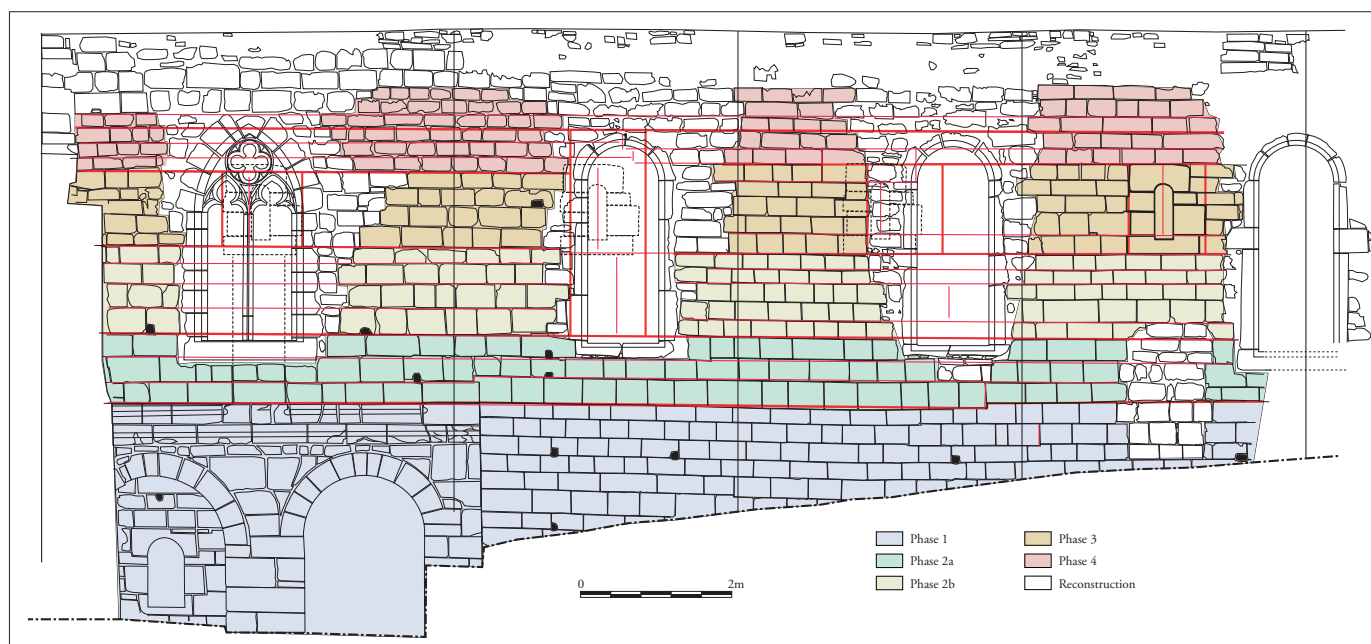 0 2m
Phase 1
Phase 2a
Phase 2b
Phase 3
Phase 4
Reconstruction